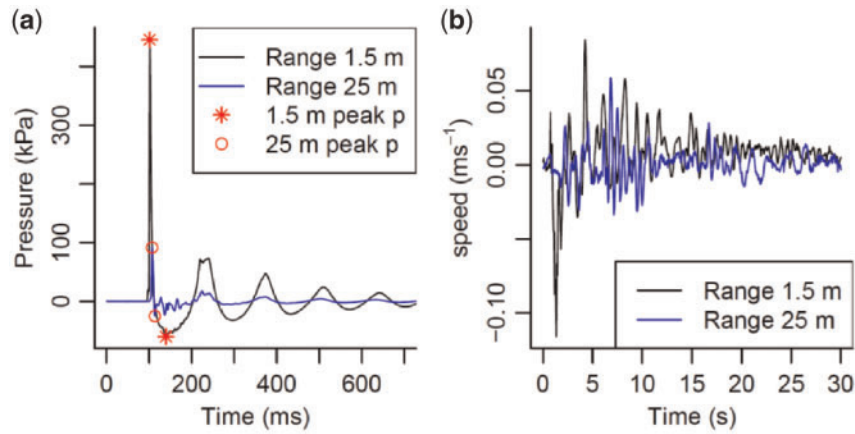 (a)
Pressure (kPa)
300
100
0
Range 1.5 m
Range 25 m
1.5 m peak p
25 m peak p
0 200 400 600
Time (ms)
(b)
speed (ms⁻¹)
0.05
0.00
−0.10
Range 1.5 m
Range 25 m
0 5 10 15 20 25 30
Time (s)